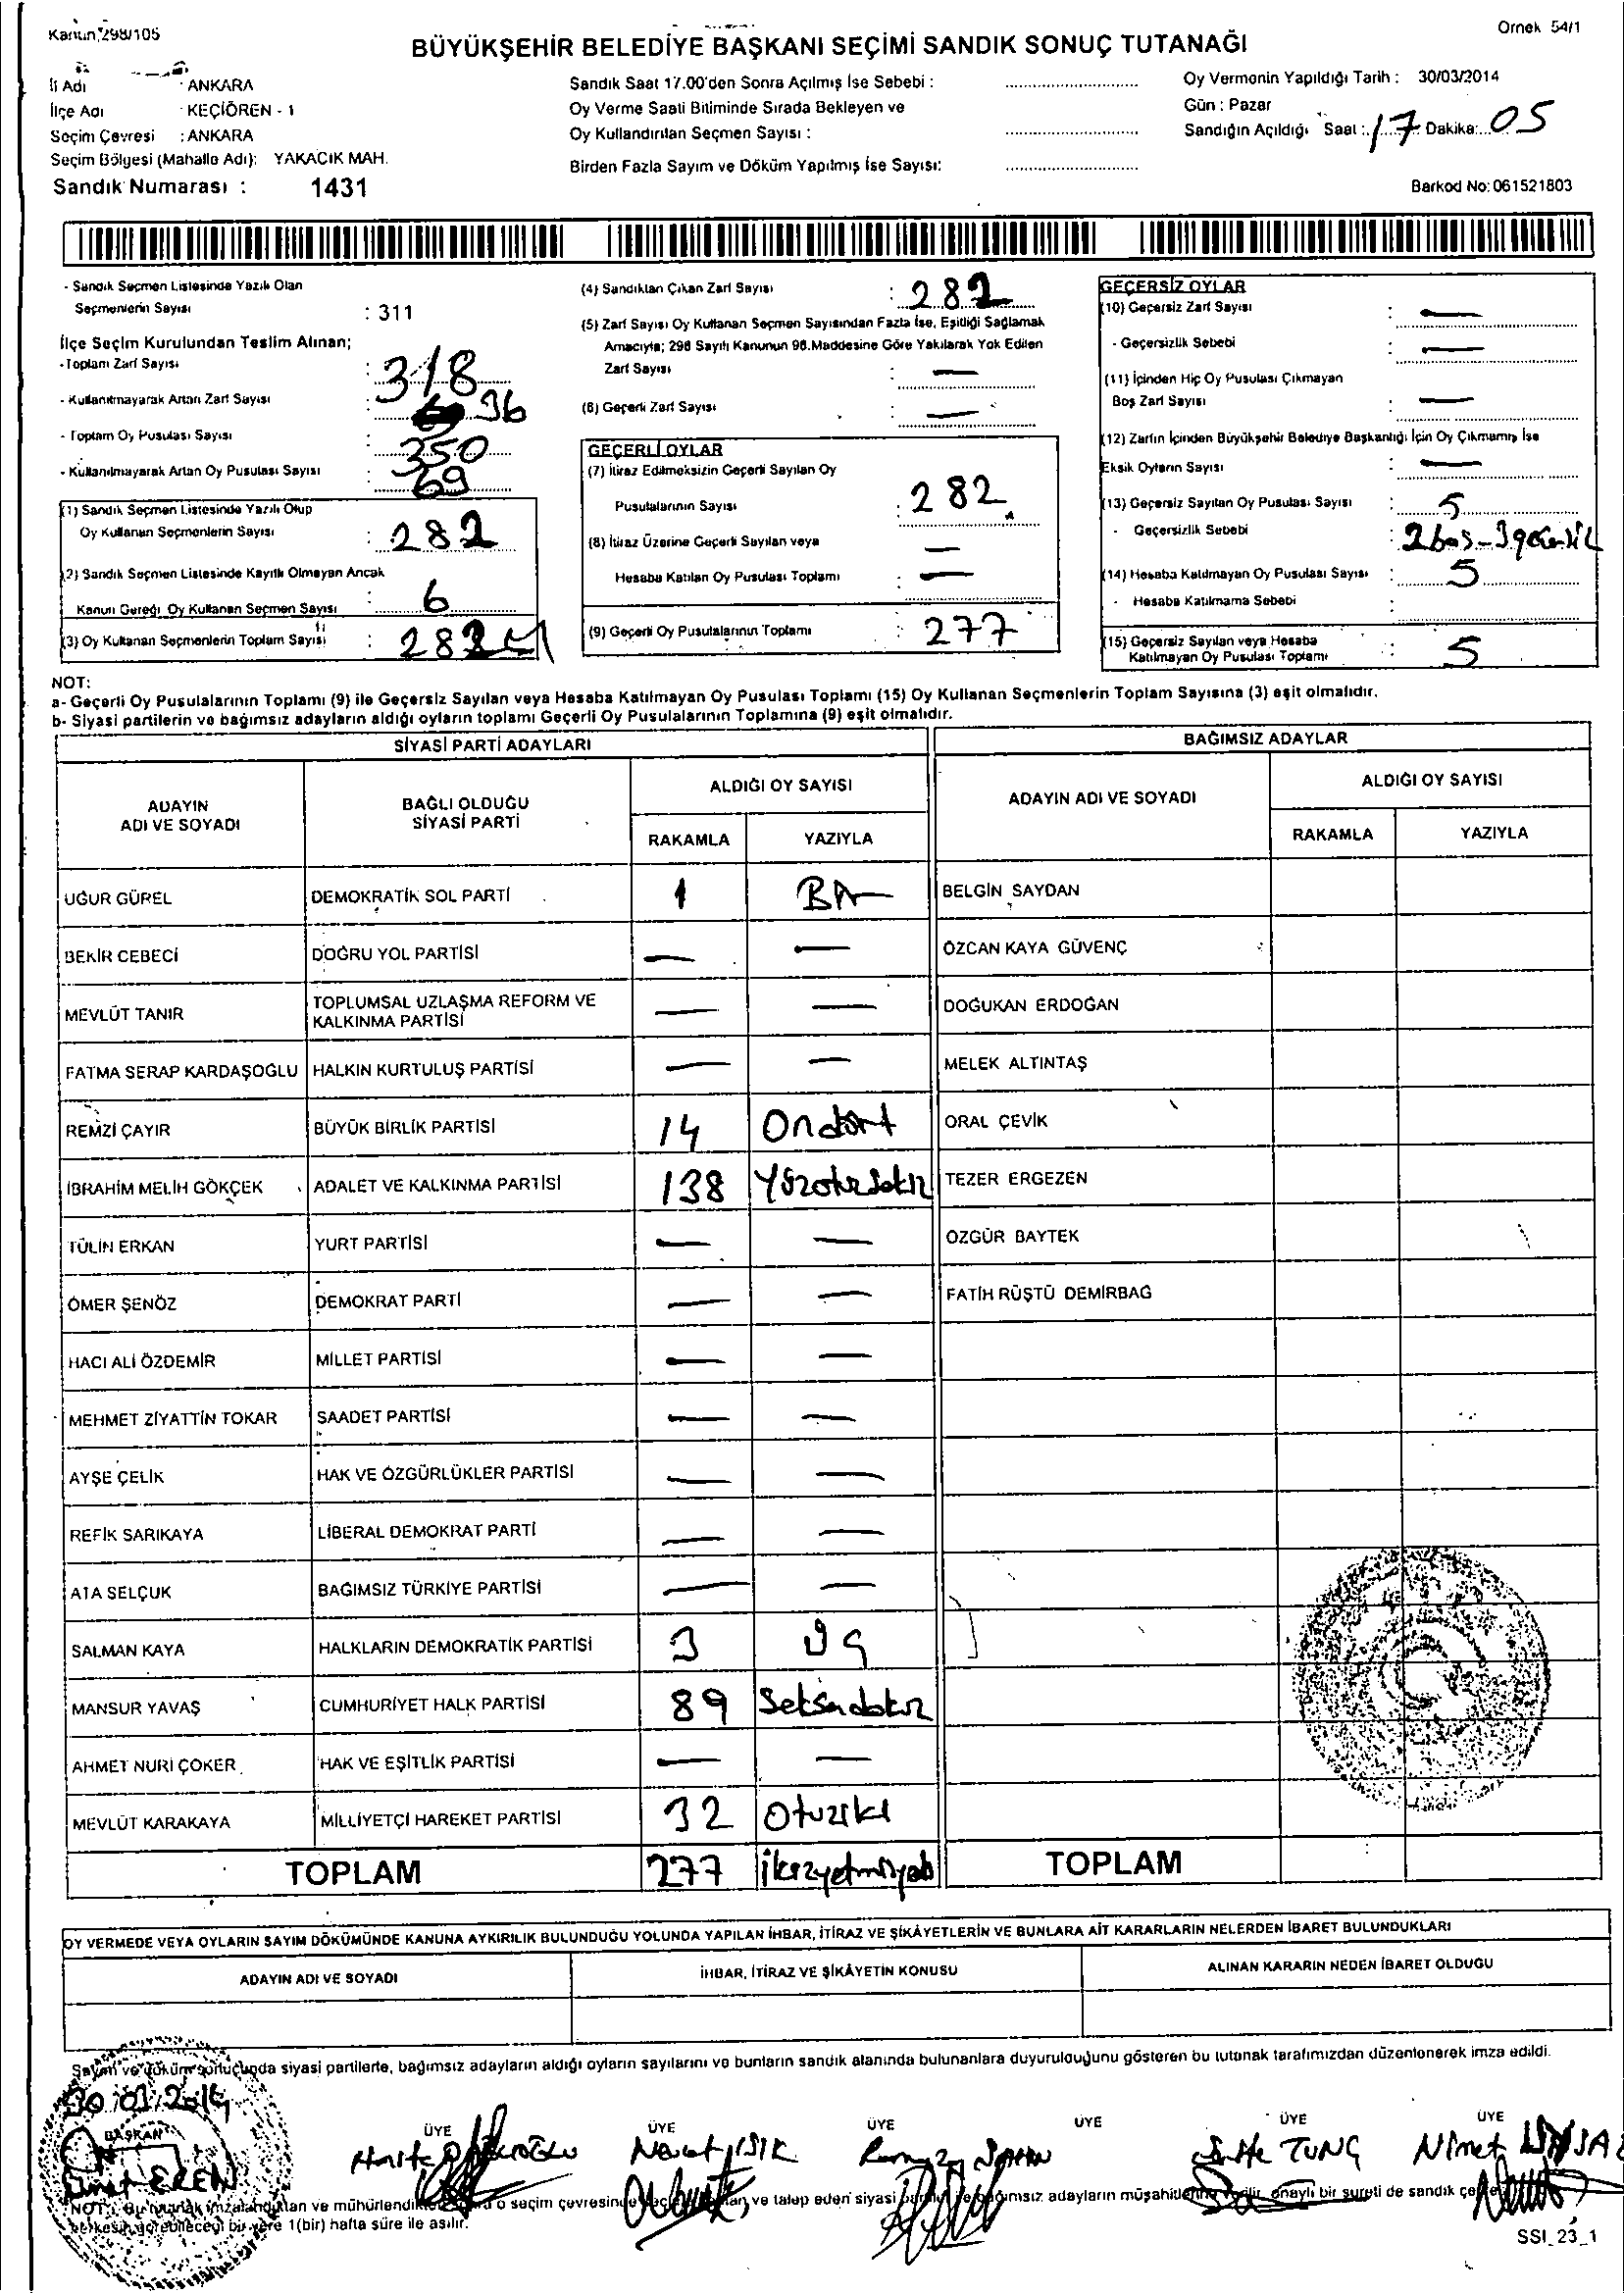 Kanun 298/105
Örnek 54/1
BÜYÜKŞEHİR BELEDİYE BAŞKANI SEÇİMİ SANDIK SONUÇ TUTANAĞI
İl Adı : ANKARA
İlçe Adı : KEÇİÖREN - 1
Seçim Çevresi : ANKARA
Seçim Bölgesi (Mahalle Adı): YAKACIK MAH.
Sandık Numarası : 1431
Sandık Saat 17.00'den Sonra Açılmış İse Sebebi :
Oy Verme Saati Bitiminde Sırada Bekleyen ve
Oy Kullandırılan Seçmen Sayısı :
Birden Fazla Sayım ve Döküm Yapılmış İse Sayısı:
Oy Vermenin Yapıldığı Tarih : 30/03/2014
Gün : Pazar
Sandığın Açıldığı Saat : 17 Dakika: 05
Barkod No: 061521803
- Sandık Seçmen Listesinde Yazılı Olan
Seçmenlerin Sayısı : 311
İlçe Seçim Kurulundan Teslim Alınan;
- Toplam Zarf Sayısı : 318
- Kullanılmayarak Artan Zarf Sayısı : 36
- Toplam Oy Pusulası Sayısı : 350
- Kullanılmayarak Artan Oy Pusulası Sayısı : 69
(1) Sandık Seçmen Listesinde Yazılı Olup
Oy Kullanan Seçmenlerin Sayısı : 282
(2) Sandık Seçmen Listesinde Kayıtlı Olmayan Ancak
Kanun Gereği Oy Kullanan Seçmen Sayısı : 6
(3) Oy Kullanan Seçmenlerin Toplam Sayısı : 282
(4) Sandıktan Çıkan Zarf Sayısı : 282
(5) Zarf Sayısı Oy Kullanan Seçmen Sayısından Fazla İse, Eşitliği Sağlamak
Amacıyla; 298 Sayılı Kanunun 98.Maddesine Göre Yakılarak Yok Edilen
Zarf Sayısı : —
(6) Geçerli Zarf Sayısı : —
GEÇERLİ OYLAR
(7) İtiraz Edilmeksizin Geçerli Sayılan Oy
Pusulalarının Sayısı : 282
(8) İtiraz Üzerine Geçerli Sayılan veya —
Hesaba Katılan Oy Pusulası Toplamı : —
(9) Geçerli Oy Pusulalarının Toplamı : 277
GEÇERSİZ OYLAR
(10) Geçersiz Zarf Sayısı : —
- Geçersizlik Sebebi : —
(11) İçinden Hiç Oy Pusulası Çıkmayan
Boş Zarf Sayısı : —
(12) Zarfın İçinden Büyükşehir Belediye Başkanlığı İçin Oy Çıkmamış İse
Eksik Oyların Sayısı : —
(13) Geçersiz Sayılan Oy Pusulası Sayısı : 5
- Geçersizlik Sebebi : 2 boş - 3
(14) Hesaba Katılmayan Oy Pusulası Sayısı : 5
- Hesaba Katılmama Sebebi :
(15) Geçersiz Sayılan veya Hesaba
Katılmayan Oy Pusulası Toplamı : 5
NOT:
a- Geçerli Oy Pusulalarının Toplamı (9) ile Geçersiz Sayılan veya Hesaba Katılmayan Oy Pusulası Toplamı (15) Oy Kullanan Seçmenlerin Toplam Sayısına (3) eşit olmalıdır.
b- Siyasi partilerin ve bağımsız adayların aldığı oyların toplamı Geçerli Oy Pusulalarının Toplamına (9) eşit olmalıdır.
SİYASİ PARTİ ADAYLARI
BAĞIMSIZ ADAYLAR
ADAYIN ADI VE SOYADI
BAĞLI OLDUĞU SİYASİ PARTİ
ALDIĞI OY SAYISI
RAKAMLA YAZIYLA
ADAYIN ADI VE SOYADI
ALDIĞI OY SAYISI
RAKAMLA YAZIYLA
UĞUR GÜREL DEMOKRATİK SOL PARTİ 1 Bir BELGİN SAYDAN
BEKİR CEBECİ DOĞRU YOL PARTİSİ — — ÖZCAN KAYA GÜVENÇ
MEVLÜT TANIR TOPLUMSAL UZLAŞMA REFORM VE KALKINMA PARTİSİ — — DOĞUKAN ERDOĞAN
FATMA SERAP KARDAŞOĞLU HALKIN KURTULUŞ PARTİSİ — — MELEK ALTINTAŞ
REMZİ ÇAYIR BÜYÜK BİRLİK PARTİSİ 14 Ondört ORAL ÇEVİK
İBRAHİM MELİH GÖKÇEK ADALET VE KALKINMA PARTİSİ 138 Yüzotuzsekiz TEZER ERGEZEN
TÜLİN ERKAN YURT PARTİSİ — — ÖZGÜR BAYTEK
ÖMER ŞENÖZ DEMOKRAT PARTİ — — FATİH RÜŞTÜ DEMİRBAĞ
HACI ALİ ÖZDEMİR MİLLET PARTİSİ — —
MEHMET ZİYATTİN TOKAR SAADET PARTİSİ — —
AYŞE ÇELİK HAK VE ÖZGÜRLÜKLER PARTİSİ — —
REFİK SARIKAYA LİBERAL DEMOKRAT PARTİ — —
ATA SELÇUK BAĞIMSIZ TÜRKİYE PARTİSİ — —
SALMAN KAYA HALKLARIN DEMOKRATİK PARTİSİ 3 Üç
MANSUR YAVAŞ CUMHURİYET HALK PARTİSİ 89 Seksendokuz
AHMET NURİ ÇOKER HAK VE EŞİTLİK PARTİSİ — —
MEVLÜT KARAKAYA MİLLİYETÇİ HAREKET PARTİSİ 32 Otuziki
TOPLAM 277 ikiyüzyetmişyedi TOPLAM
OY VERMEDE VEYA OYLARIN SAYIM DÖKÜMÜNDE KANUNA AYKIRILIK BULUNDUĞU YOLUNDA YAPILAN İHBAR, İTİRAZ VE ŞİKÂYETLERİN VE BUNLARA AİT KARARLARIN NELERDEN İBARET BULUNDUKLARI
ADAYIN ADI VE SOYADI İHBAR, İTİRAZ VE ŞİKÂYETİN KONUSU ALINAN KARARIN NEDEN İBARET OLDUĞU
Sayım ve döküm sonucunda siyasi partilerle, bağımsız adayların aldığı oyların sayılarını ve bunların sandık alanında bulunanlara duyurulduğunu gösteren bu tutanak tarafımızdan düzenlenerek imza edildi.
30.03.2014
BAŞKAN ÜYE ÜYE ÜYE ÜYE ÜYE ÜYE
EREN Nevcat IŞIK ŞAHİN TUNÇ Nimet
NOT: Bu tutanak imzalandıktan ve mühürlendikten sonra o seçim çevresinde ve talep eden siyasi bağımsız adayların müşahitlerine onaylı bir sureti de sandık
herkesin görebileceği bir yere 1(bir) hafta süre ile asılır.
SSI_23_1